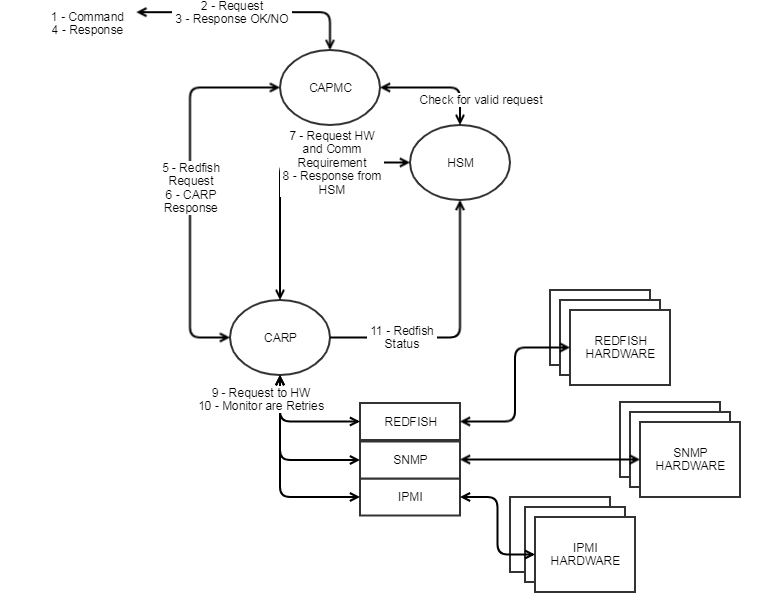 2 - Request
3 - Response OK/NO
1 - Command
4 - Response
CAPMC
Check for valid request
7 - Request HW
and Comm
Requirement
8 - Response from
HSM
HSM
5 - Redfish
Request
6 - CARP
Response
CARP
11 - Redfish
Status
REDFISH
HARDWARE
9 - Request to HW
10 - Monitor are Retries
REDFISH
SNMP
IPMI
SNMP
HARDWARE
IPMI
HARDWARE